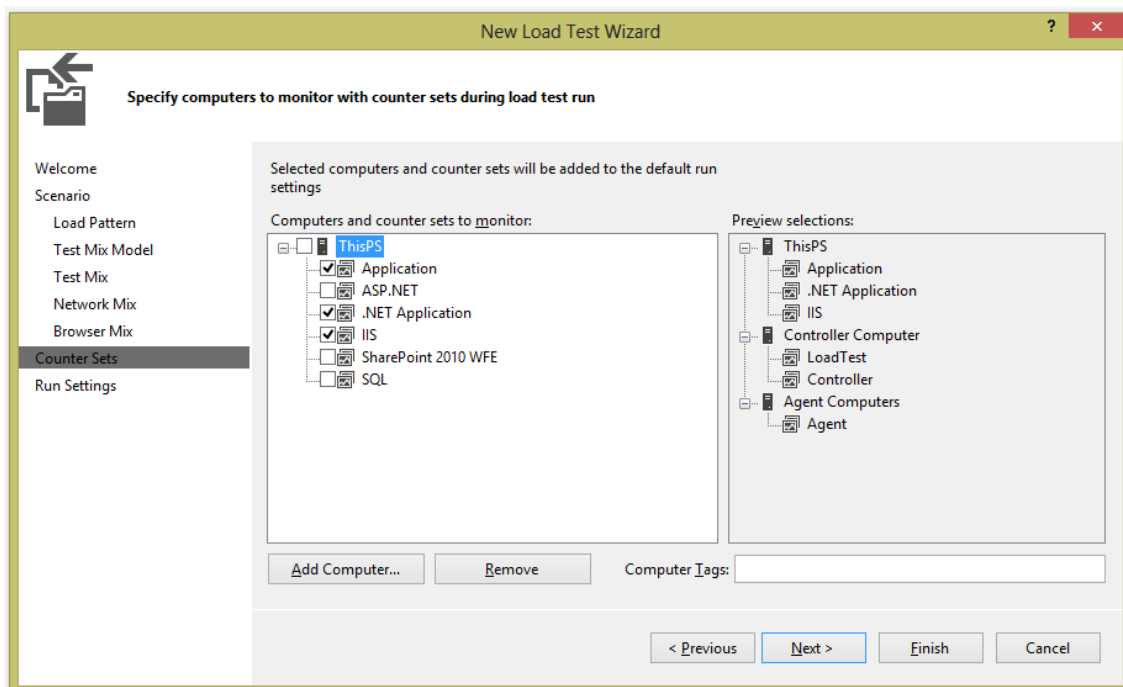 New Load Test Wizard
?
Specify computers to monitor with counter sets during load test run
Welcome
Scenario
Load Pattern
Test Mix Model
Test Mix
Network Mix
Browser Mix
Counter Sets
Run Settings
Selected computers and counter sets will be added to the default run
settings
Computers and counter sets to monitor:
ThisPS
Application
ASP.NET
.NET Application
IIS
SharePoint 2010 WFE
SQL
Preview selections:
ThisPS
Application
.NET Application
IIS
Controller Computer
LoadTest
Controller
Agent Computers
Agent
Add Computer...
Remove
Computer Tags:
< Previous
Next >
Finish
Cancel